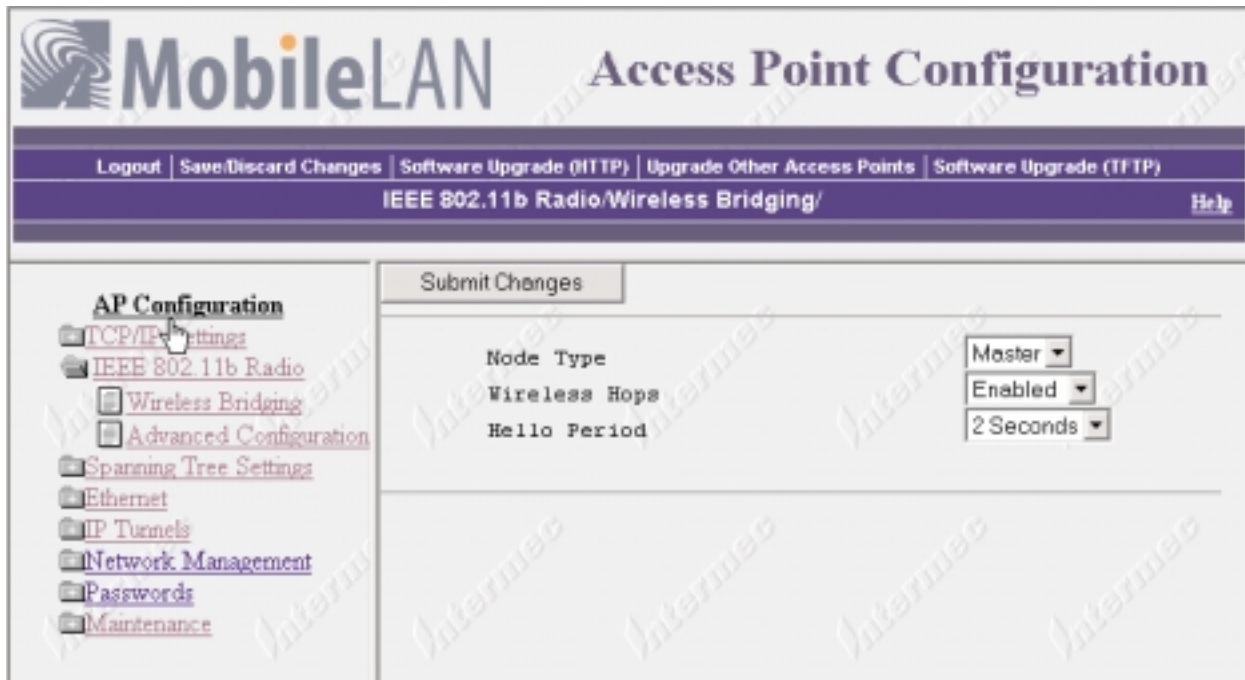 MobileLAN
Access Point Configuration
Logout | Save/Discard Changes | Software Upgrade (HTTP) | Upgrade Other Access Points | Software Upgrade (TFTP)
IEEE 802.11b Radio/Wireless Bridging/
Help
AP Configuration
TCP/IP Settings
IEEE 802.11b Radio
Wireless Bridging
Advanced Configuration
Spanning Tree Settings
Ethernet
IP Tunnels
Network Management
Passwords
Maintenance
Submit Changes
Node Type Master
Wireless Hops Enabled
Hello Period 2 Seconds
Intermec